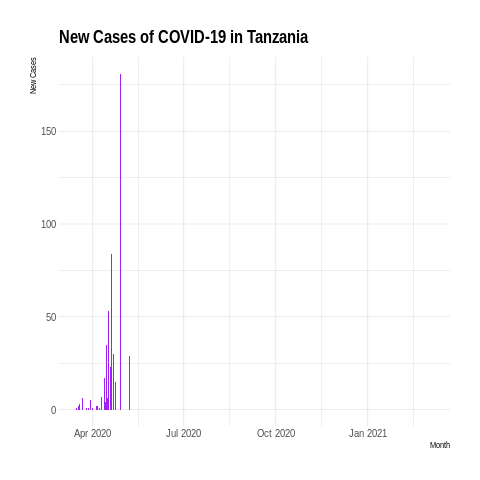 New Cases of COVID-19 in Tanzania
New Cases
150
100
50
0
Apr 2020
Jul 2020
Oct 2020
Jan 2021
Month